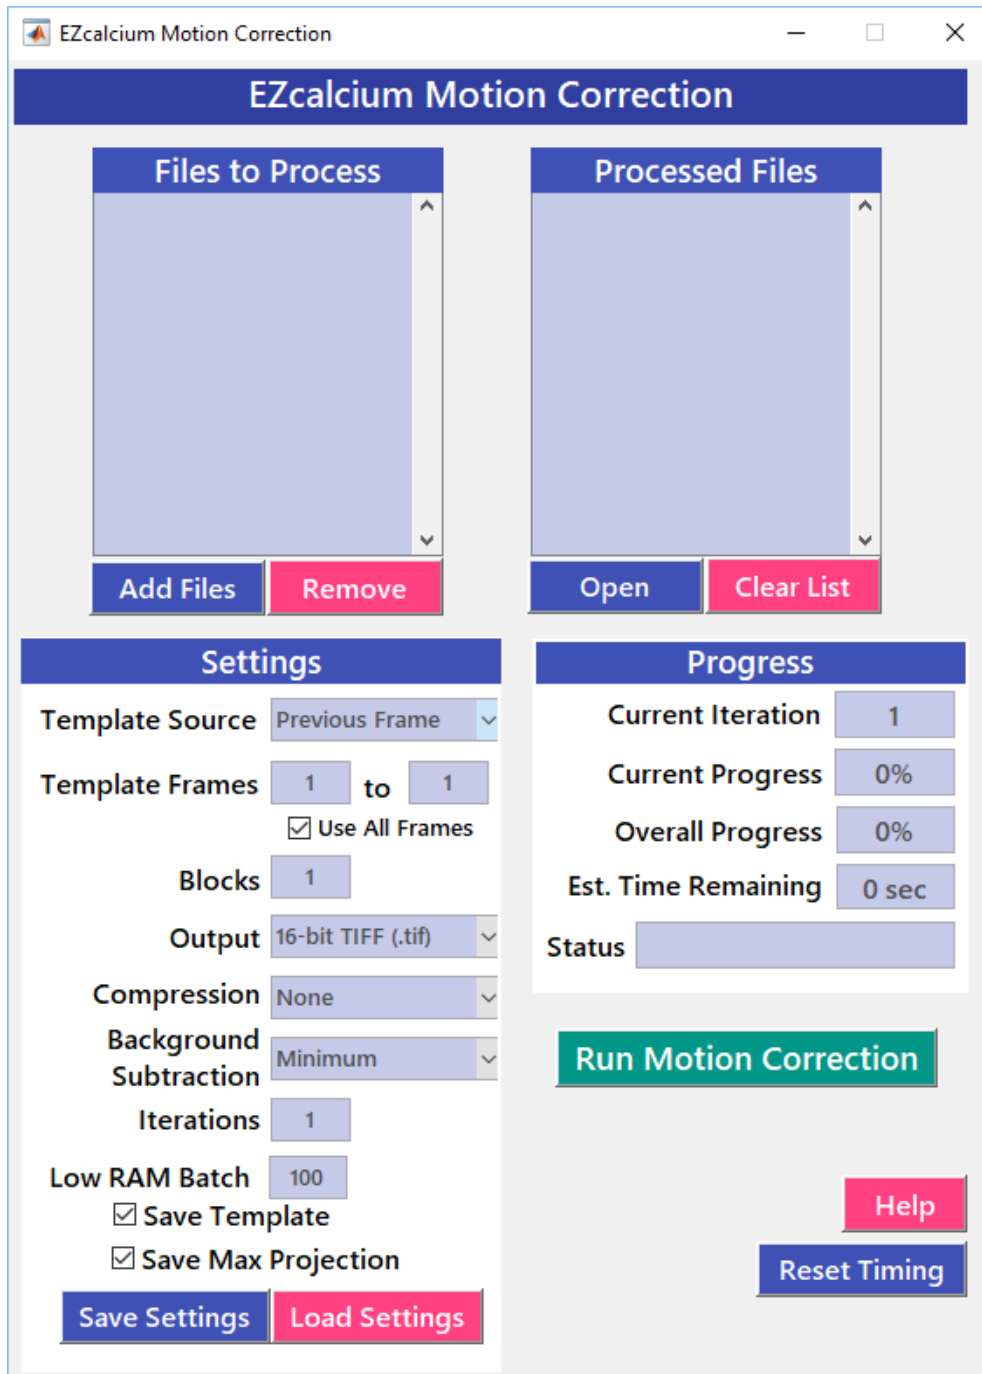 EZcalcium Motion Correction
EZcalcium Motion Correction
Files to Process
Processed Files
Add Files
Remove
Open
Clear List
Settings
Template Source
Previous Frame
Template Frames
1
to
1
Use All Frames
Blocks
1
Output
16-bit TIFF (.tif)
Compression
None
Background
Subtraction
Minimum
Iterations
1
Low RAM Batch
100
Save Template
Save Max Projection
Save Settings
Load Settings
Progress
Current Iteration
1
Current Progress
0%
Overall Progress
0%
Est. Time Remaining
0 sec
Status
Run Motion Correction
Help
Reset Timing